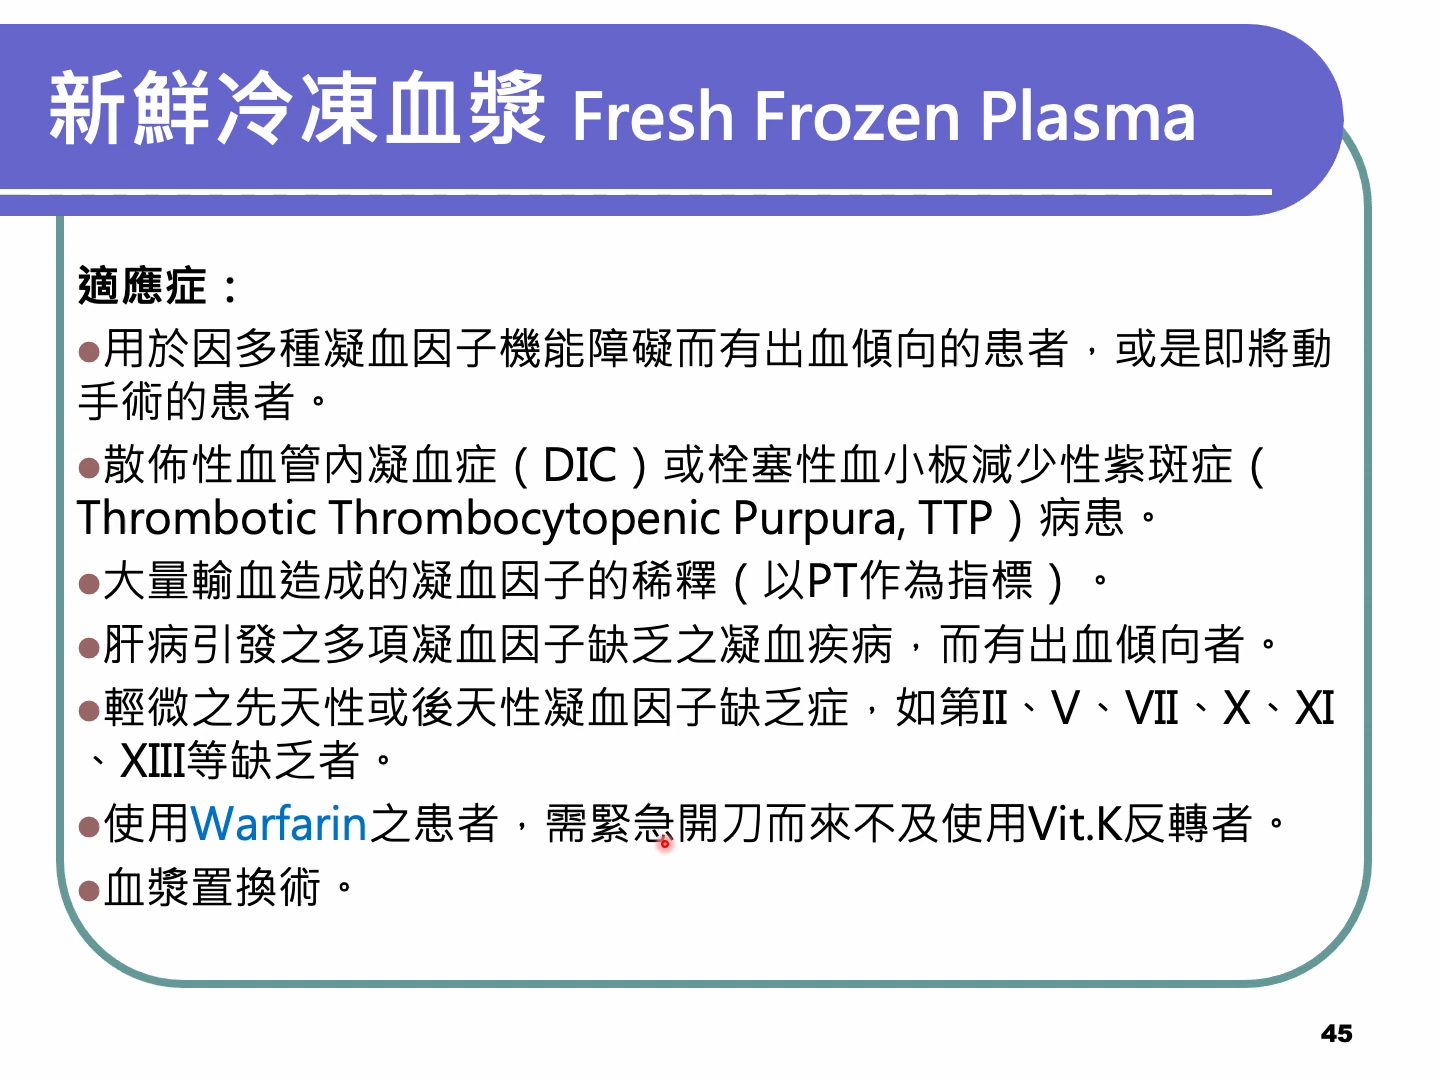 新鮮冷凍血漿 Fresh Frozen Plasma
適應症：
●用於因多種凝血因子機能障礙而有出血傾向的患者，或是即將動
手術的患者。
●散佈性血管內凝血症（DIC）或栓塞性血小板減少性紫斑症（
Thrombotic Thrombocytopenic Purpura, TTP）病患。
●大量輸血造成的凝血因子的稀釋（以PT作為指標）。
●肝病引發之多項凝血因子缺乏之凝血疾病，而有出血傾向者。
●輕微之先天性或後天性凝血因子缺乏症，如第II、V、VII、X、XI
、XIII等缺乏者。
●使用Warfarin之患者，需緊急開刀而來不及使用Vit.K反轉者。
●血漿置換術。
45